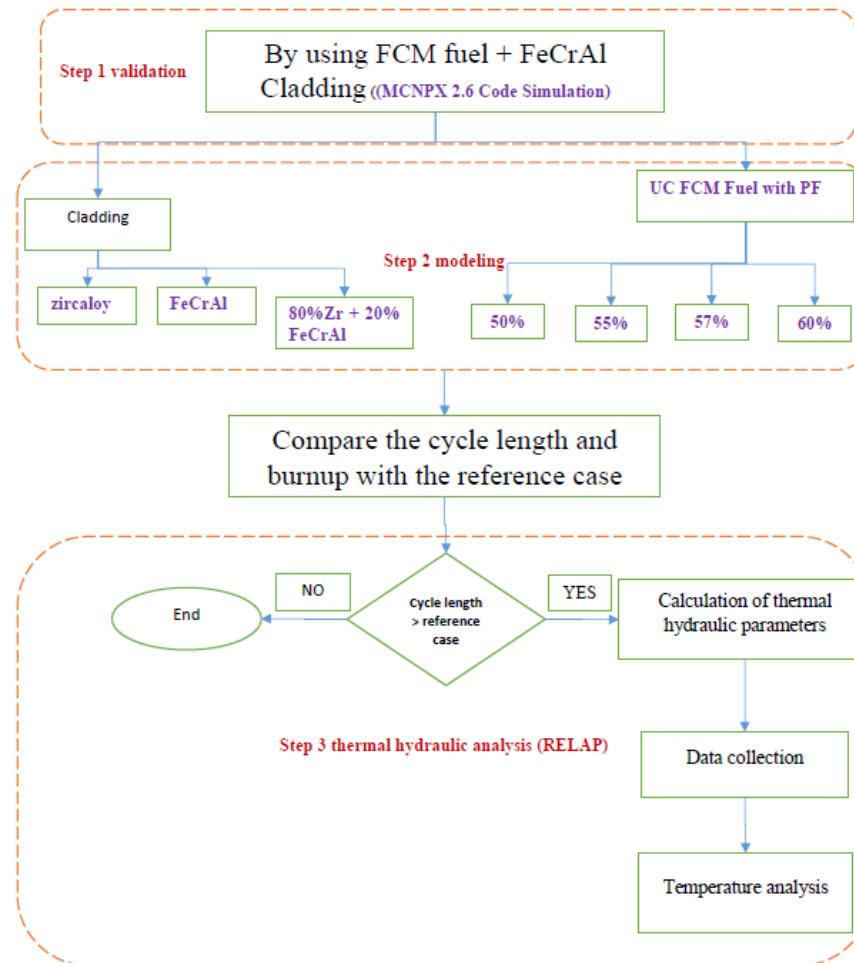 By using FCM fuel + FeCrAl
Step 1 validation
Cladding ((MCNPX 2.6 Code Simulation)
UC FCM Fuel with PF
Cladding
Step 2 modeling
zircaloy
FeCrAl
80%Zr + 20%
FeCrAl
50%
55%
57%
60%
Compare the cycle length and
burnup with the reference case
NO
YES
End
Cycle length
> reference
case
Calculation of thermal
hydraulic parameters
Step 3 thermal hydraulic analysis (RELAP)
Data collection
Temperature analysis